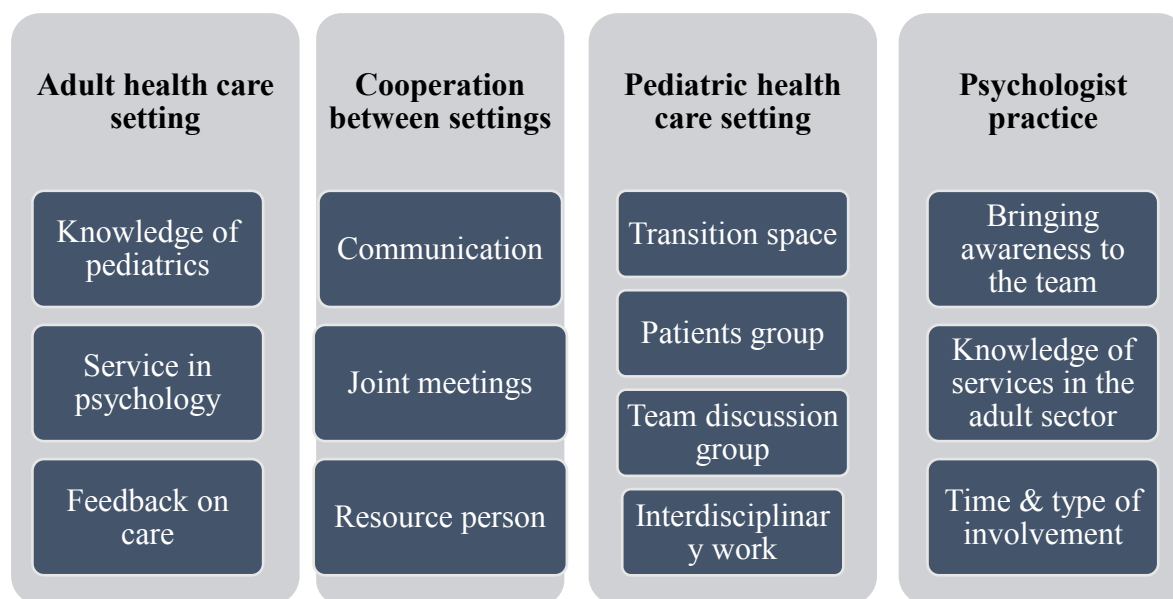 Adult health care
setting
Knowledge of
pediatrics
Service in
psychology
Feedback on
care
Cooperation
between settings
Communication
Joint meetings
Resource person
Pediatric health
care setting
Transition space
Patients group
Team discussion
group
Interdisciplinar
y work
Psychologist
practice
Bringing
awareness to
the team
Knowledge of
services in the
adult sector
Time & type of
involvement